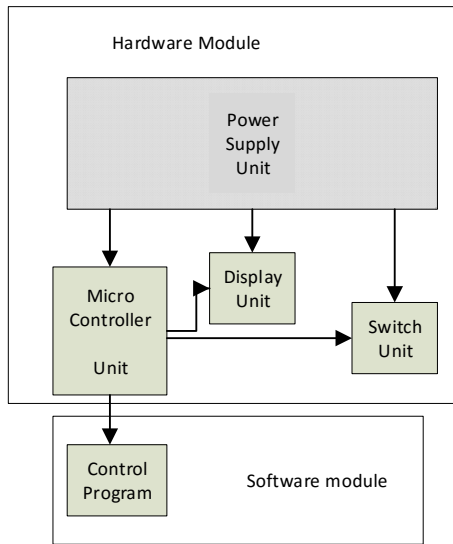 Hardware Module
Power
Supply
Unit
Display
Unit
Micro
Controller
Unit
Switch
Unit
Control
Program
Software module